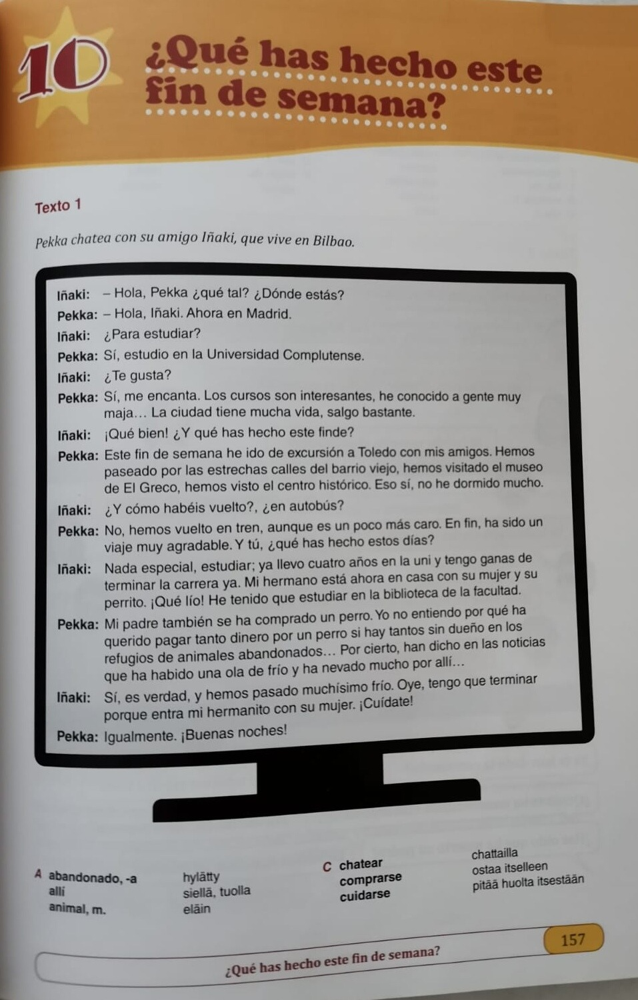 10
¿Qué has hecho este
fin de semana?
Texto 1
Pekka chatea con su amigo Iñaki, que vive en Bilbao.
Iñaki: – Hola, Pekka ¿qué tal? ¿Dónde estás?
Pekka: – Hola, Iñaki. Ahora en Madrid.
Iñaki: ¿Para estudiar?
Pekka: Sí, estudio en la Universidad Complutense.
Iñaki: ¿Te gusta?
Pekka: Sí, me encanta. Los cursos son interesantes, he conocido a gente muy
maja… La ciudad tiene mucha vida, salgo bastante.
Iñaki: ¡Qué bien! ¿Y qué has hecho este finde?
Pekka: Este fin de semana he ido de excursión a Toledo con mis amigos. Hemos
paseado por las estrechas calles del barrio viejo, hemos visitado el museo
de El Greco, hemos visto el centro histórico. Eso sí, no he dormido mucho.
Iñaki: ¿Y cómo habéis vuelto?, ¿en autobús?
Pekka: No, hemos vuelto en tren, aunque es un poco más caro. En fin, ha sido un
viaje muy agradable. Y tú, ¿qué has hecho estos días?
Iñaki: Nada especial, estudiar; ya llevo cuatro años en la uni y tengo ganas de
terminar la carrera ya. Mi hermano está ahora en casa con su mujer y su
perrito. ¡Qué lío! He tenido que estudiar en la biblioteca de la facultad.
Pekka: Mi padre también se ha comprado un perro. Yo no entiendo por qué ha
querido pagar tanto dinero por un perro si hay tantos sin dueño en los
refugios de animales abandonados… Por cierto, han dicho en las noticias
que ha habido una ola de frío y ha nevado mucho por allí…
Iñaki: Sí, es verdad, y hemos pasado muchísimo frío. Oye, tengo que terminar
porque entra mi hermanito con su mujer. ¡Cuídate!
Pekka: Igualmente. ¡Buenas noches!
A abandonado, -a hylätty
allí siellä, tuolla
animal, m. eläin
C chatear chattailla
comprarse ostaa itselleen
cuidarse pitää huolta itsestään
¿Qué has hecho este fin de semana?
157